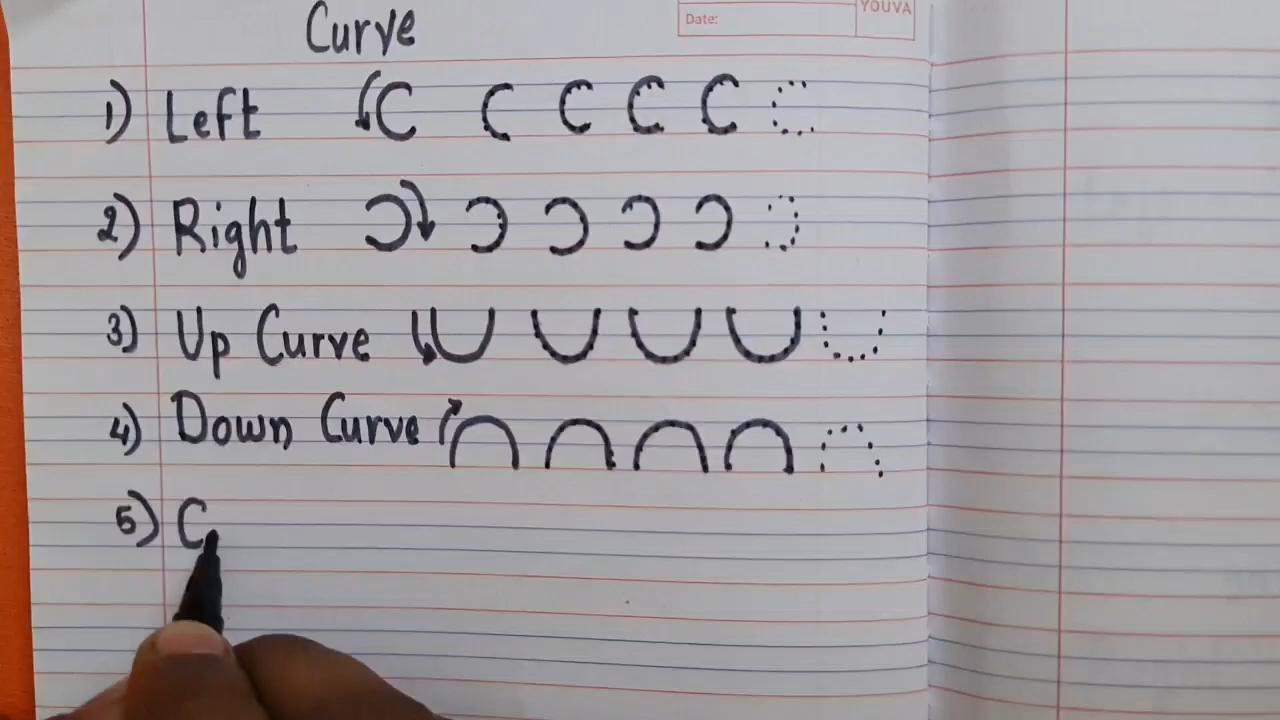 YOUVA
Date:
Curve
1) Left C C C C C
2) Right
3) Up Curve
4) Down Curve
5) C